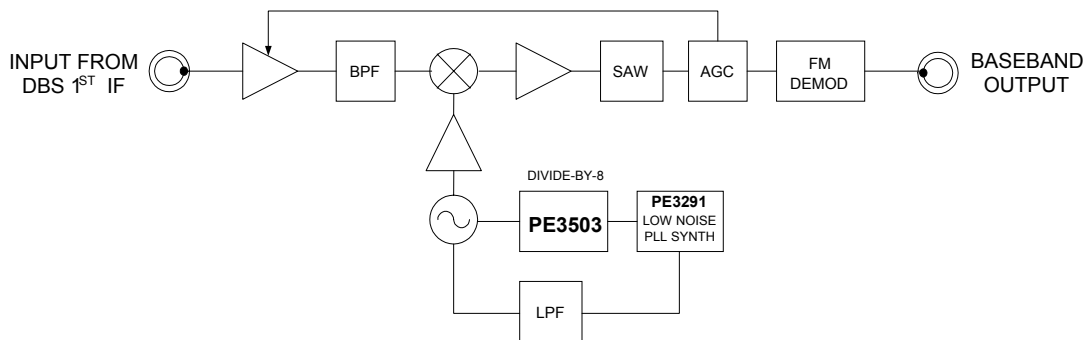 INPUT FROM
DBS 1ST IF
BPF
SAW
AGC
FM
DEMOD
BASEBAND
OUTPUT
DIVIDE-BY-8
PE3503
PE3291
LOW NOISE
PLL SYNTH
LPF